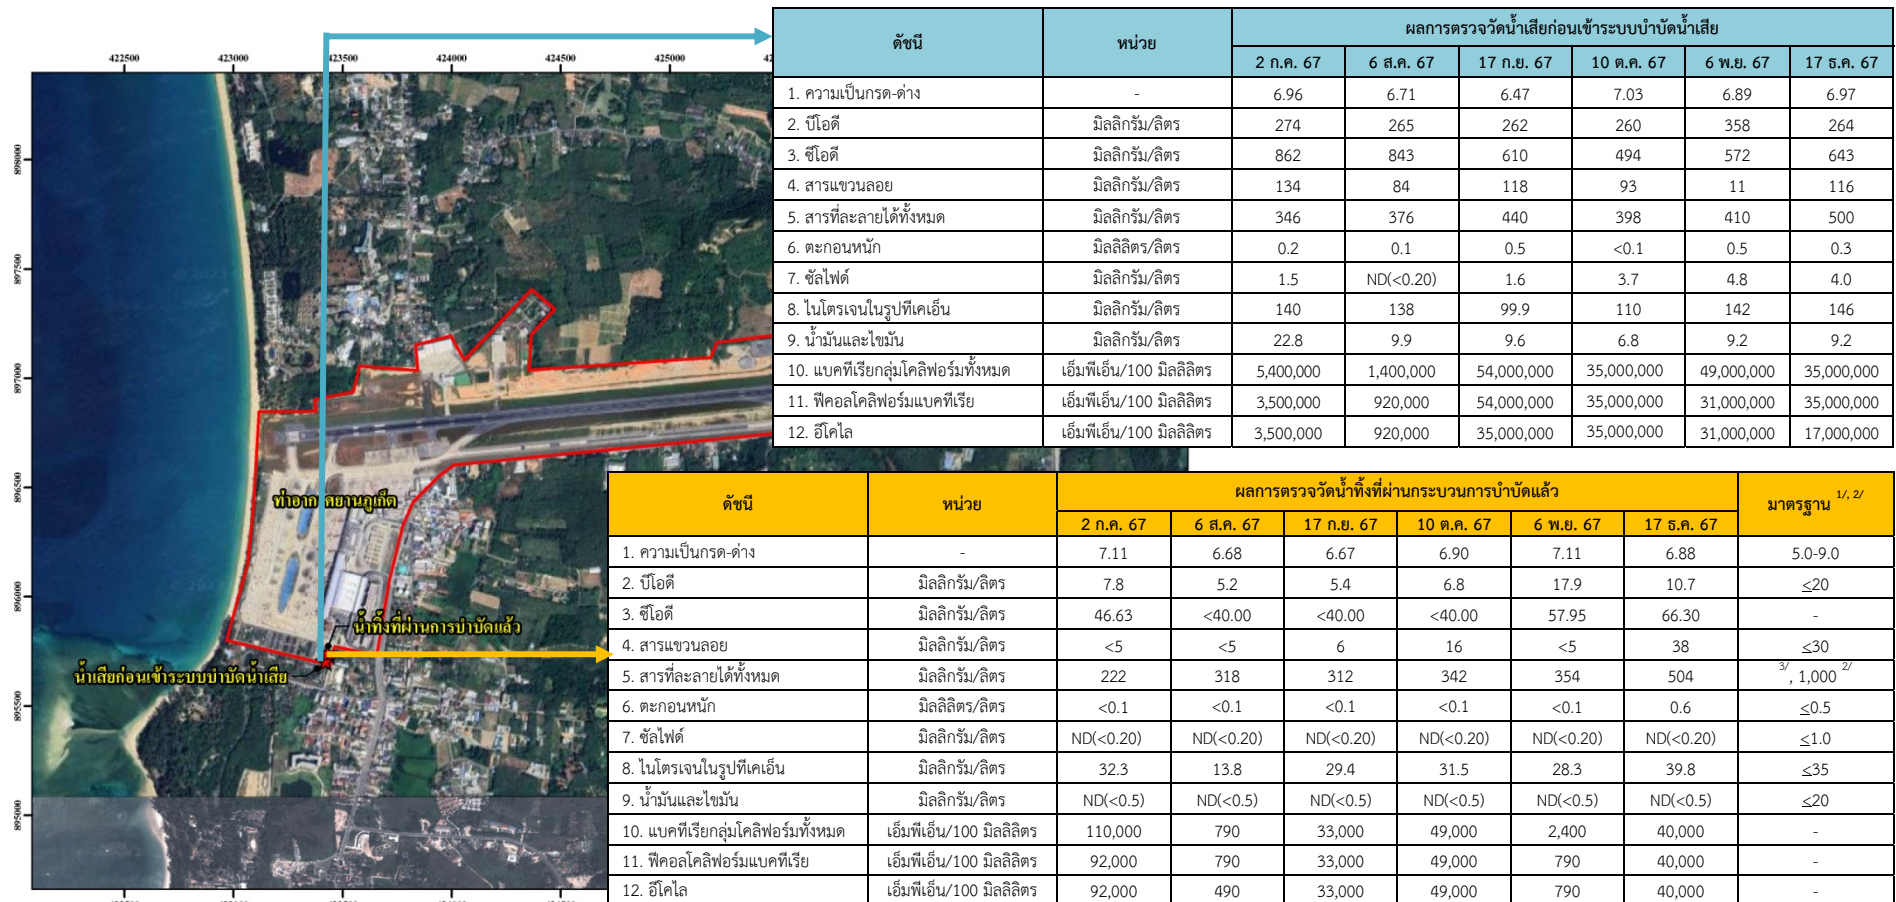 ดัชนี หน่วย ผลการตรวจวัดน้ำเสียก่อนเข้าระบบบำบัดน้ำเสีย
2 ก.ค. 67 6 ส.ค. 67 17 ก.ย. 67 10 ต.ค. 67 6 พ.ย. 67 17 ธ.ค. 67
1. ความเป็นกรด-ด่าง - 6.96 6.71 6.47 7.03 6.89 6.97
2. บีโอดี มิลลิกรัม/ลิตร 274 265 262 260 358 264
3. ซีโอดี มิลลิกรัม/ลิตร 862 843 610 494 572 643
4. สารแขวนลอย มิลลิกรัม/ลิตร 134 84 118 93 11 116
5. สารที่ละลายได้ทั้งหมด มิลลิกรัม/ลิตร 346 376 440 398 410 500
6. ตะกอนหนัก มิลลิลิตร/ลิตร 0.2 0.1 0.5 <0.1 0.5 0.3
7. ซัลไฟด์ มิลลิกรัม/ลิตร 1.5 ND(<0.20) 1.6 3.7 4.8 4.0
8. ไนโตรเจนในรูปทีเคเอ็น มิลลิกรัม/ลิตร 140 138 99.9 110 142 146
9. น้ำมันและไขมัน มิลลิกรัม/ลิตร 22.8 9.9 9.6 6.8 9.2 9.2
10. แบคทีเรียกลุ่มโคลิฟอร์มทั้งหมด เอ็มพีเอ็น/100 มิลลิลิตร 5,400,000 1,400,000 54,000,000 35,000,000 49,000,000 35,000,000
11. ฟีคอลโคลิฟอร์มแบคทีเรีย เอ็มพีเอ็น/100 มิลลิลิตร 3,500,000 920,000 54,000,000 35,000,000 31,000,000 35,000,000
12. อีโคไล เอ็มพีเอ็น/100 มิลลิลิตร 3,500,000 920,000 35,000,000 35,000,000 31,000,000 17,000,000
422500 423000 423500 424000 424500 425000
898000
897500
897000
896500
896000
895500
895000
ท่าอากาศยานภูเก็ต
น้ำทิ้งที่ผ่านการบำบัดแล้ว
น้ำเสียก่อนเข้าระบบบำบัดน้ำเสีย
ดัชนี หน่วย ผลการตรวจวัดน้ำทิ้งที่ผ่านกระบวนการบำบัดแล้ว มาตรฐาน 1/, 2/
2 ก.ค. 67 6 ส.ค. 67 17 ก.ย. 67 10 ต.ค. 67 6 พ.ย. 67 17 ธ.ค. 67
1. ความเป็นกรด-ด่าง - 7.11 6.68 6.67 6.90 7.11 6.88 5.0-9.0
2. บีโอดี มิลลิกรัม/ลิตร 7.8 5.2 5.4 6.8 17.9 10.7 ≤20
3. ซีโอดี มิลลิกรัม/ลิตร 46.63 <40.00 <40.00 <40.00 57.95 66.30 -
4. สารแขวนลอย มิลลิกรัม/ลิตร <5 <5 6 16 <5 38 ≤30
5. สารที่ละลายได้ทั้งหมด มิลลิกรัม/ลิตร 222 318 312 342 354 504 3/, 1,000 2/
6. ตะกอนหนัก มิลลิลิตร/ลิตร <0.1 <0.1 <0.1 <0.1 <0.1 0.6 ≤0.5
7. ซัลไฟด์ มิลลิกรัม/ลิตร ND(<0.20) ND(<0.20) ND(<0.20) ND(<0.20) ND(<0.20) ND(<0.20) ≤1.0
8. ไนโตรเจนในรูปทีเคเอ็น มิลลิกรัม/ลิตร 32.3 13.8 29.4 31.5 28.3 39.8 ≤35
9. น้ำมันและไขมัน มิลลิกรัม/ลิตร ND(<0.5) ND(<0.5) ND(<0.5) ND(<0.5) ND(<0.5) ND(<0.5) ≤20
10. แบคทีเรียกลุ่มโคลิฟอร์มทั้งหมด เอ็มพีเอ็น/100 มิลลิลิตร 110,000 790 33,000 49,000 2,400 40,000 -
11. ฟีคอลโคลิฟอร์มแบคทีเรีย เอ็มพีเอ็น/100 มิลลิลิตร 92,000 790 33,000 49,000 790 40,000 -
12. อีโคไล เอ็มพีเอ็น/100 มิลลิลิตร 92,000 490 33,000 49,000 790 40,000 -